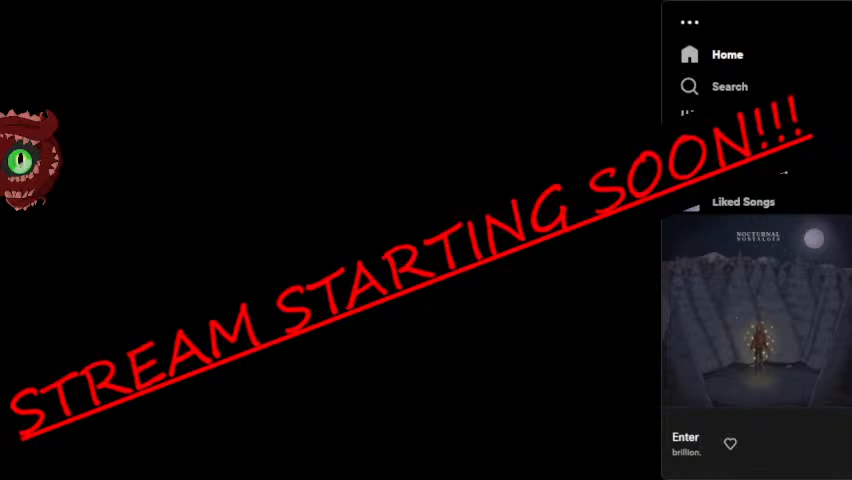 Home
Search
STREAM STARTING SOON!!!
Liked Songs
NOCTURNAL
NOSTALGIA
Enter
brillion.